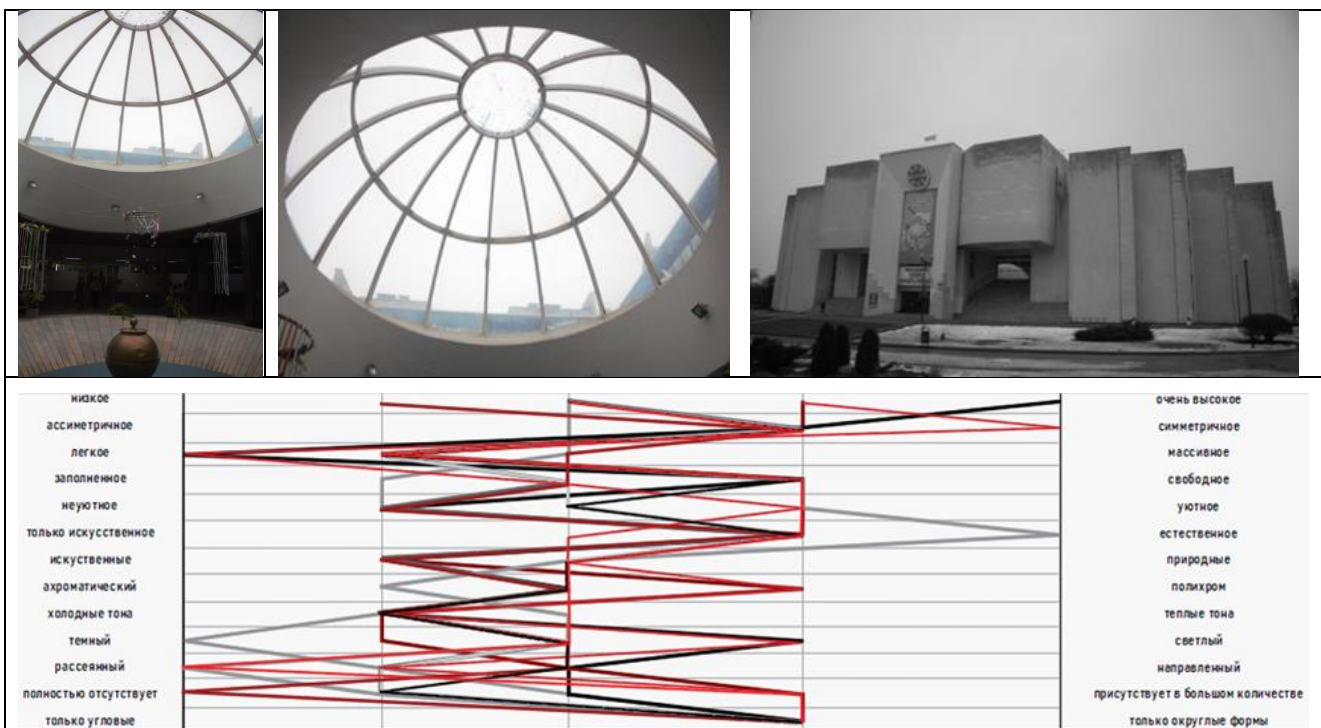 низкое очень высокое
ассиметричное симметричное
легкое массивное
заполненное свободное
неуютное уютное
только искусственное естественное
искуственные природные
ахроматический полихром
холодные тона теплые тона
темный светлый
рассеянный направленный
полностью отсутствует присутствует в большом количестве
только угловые только округлые формы